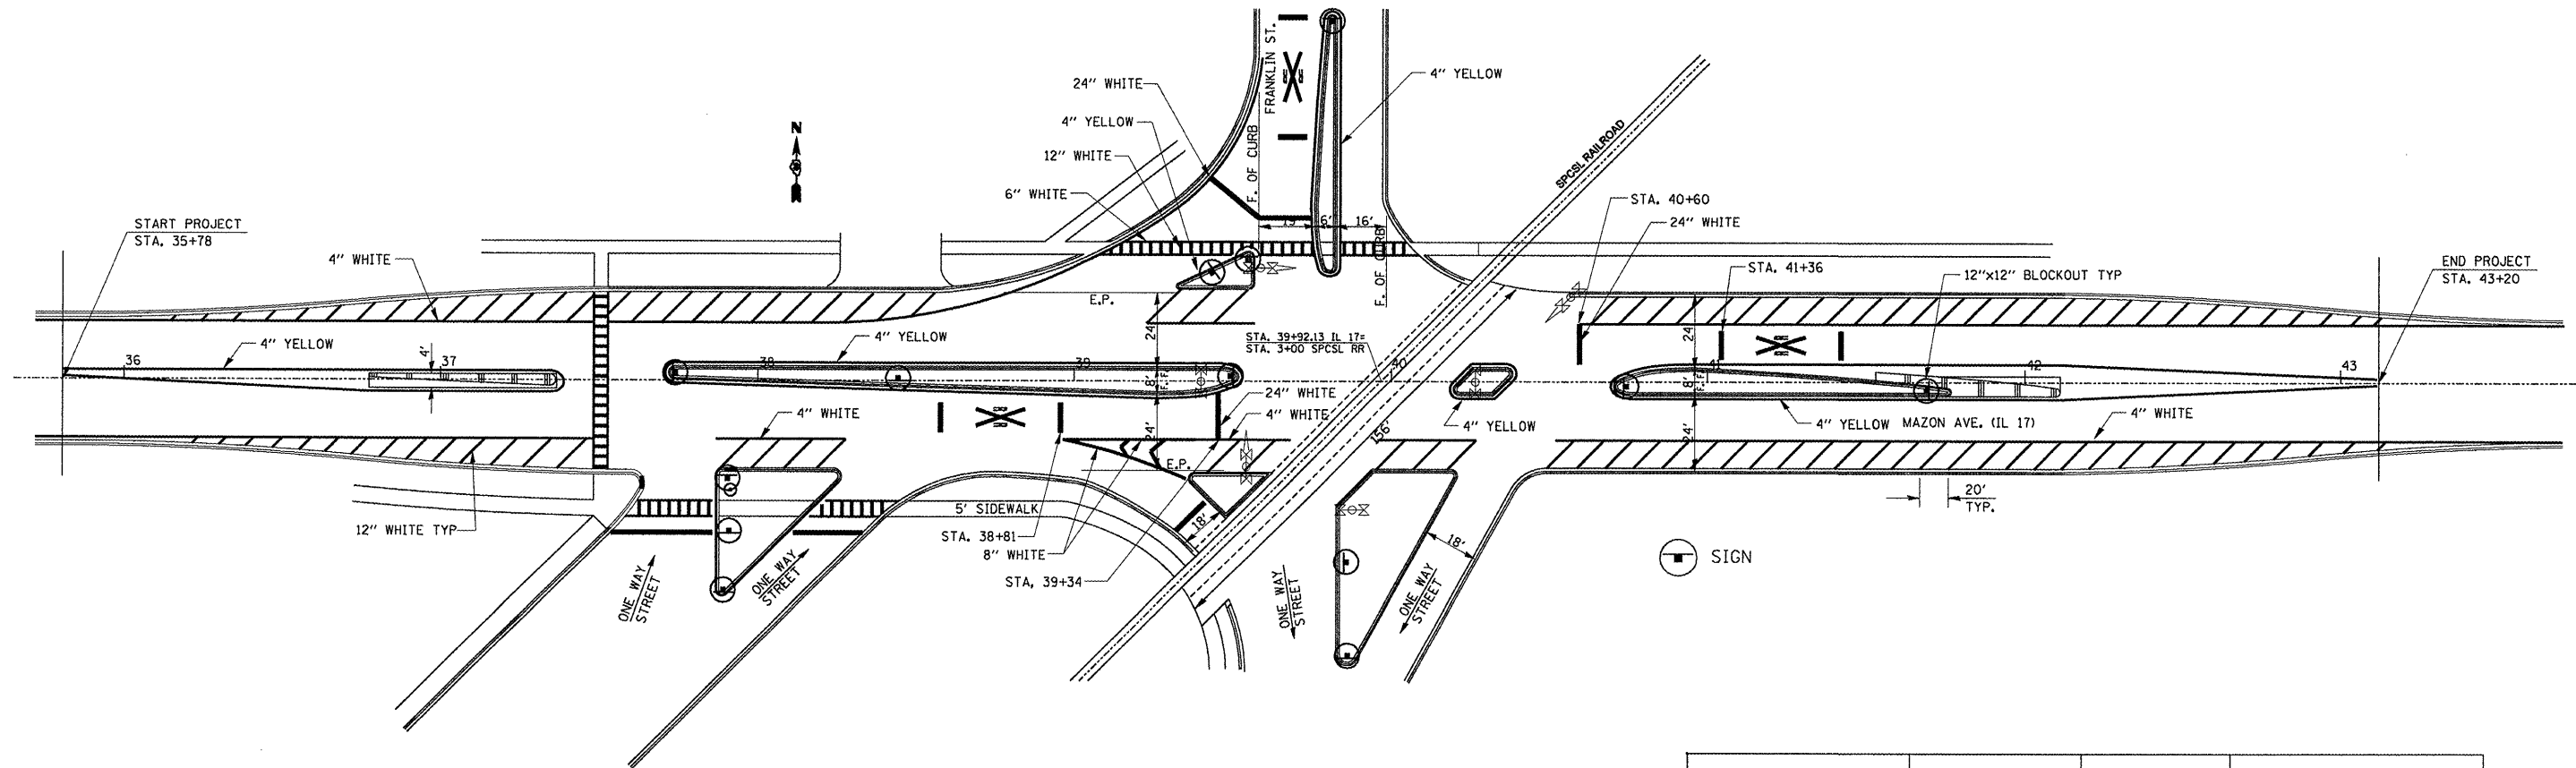 24" WHITE
4" YELLOW
12" WHITE
6" WHITE
FRANKLIN ST.
F. OF CURB
4" YELLOW
N
SPCSL RAILROAD
START PROJECT
STA. 35+78
4" WHITE
6'
16'
F. OF CURB
STA. 40+60
24" WHITE
STA. 41+36
12"x12" BLOCKOUT TYP
END PROJECT
STA. 43+20
E.P.
24'
24'
4" YELLOW
4" YELLOW
STA. 39+92.13 IL 17=
STA. 3+00 SPCSL RR
36
4'
37
38
39
8'
F. F.
40
41
8'
F. F.
42
43
24" WHITE
4" WHITE
4" WHITE
24'
156'
4" YELLOW
24'
4" YELLOW
MAZON AVE. (IL 17)
4" WHITE
E.P.
12" WHITE TYP
5' SIDEWALK
18'
STA. 38+81
8" WHITE
STA. 39+34
18'
20'
TYP.
SIGN
ONE WAY
STREET
ONE WAY
STREET
ONE WAY
STREET
ONE WAY
STREET